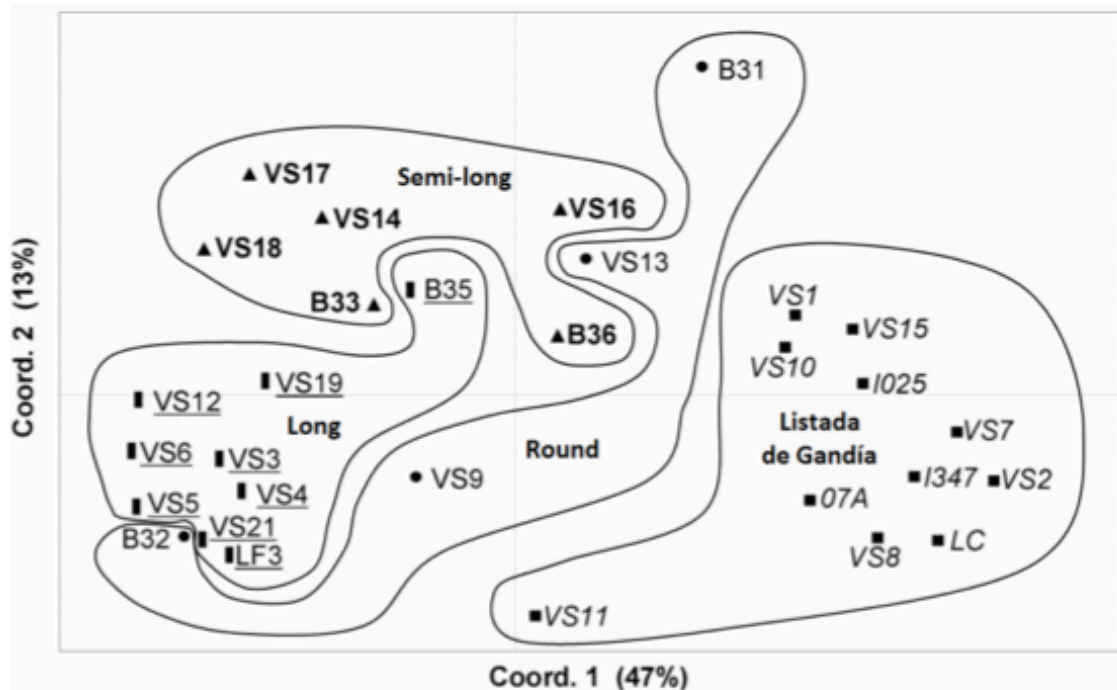 B31
VS17
Semi-long
VS14
VS16
VS18
VS13
B35
B33
B36
VS1
VS15
VS10
VS19
I025
VS12
Long
Listada
de Gandía
VS7
Round
VS6
VS3
VS9
I347
VS2
VS4
VS5
07A
VS21
B32
LF3
VS8
LC
VS11
Coord. 2 (13%)
Coord. 1 (47%)